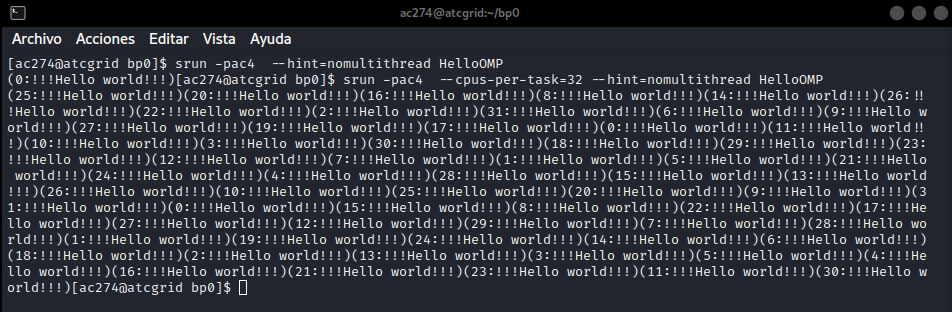 ac274@atcgrid:~/bp0
Archivo Acciones Editar Vista Ayuda
[ac274@atcgrid bp0]$ srun -pac4  --hint=nomultithread HelloOMP
(0:!!!Hello world!!!)[ac274@atcgrid bp0]$ srun -pac4  --cpus-per-task=32 --hint=nomultithread HelloOMP
(25:!!!Hello world!!!)(20:!!!Hello world!!!)(16:!!!Hello world!!!)(8:!!!Hello world!!!)(14:!!!Hello world!!!)(26:!!
!Hello world!!!)(22:!!!Hello world!!!)(2:!!!Hello world!!!)(31:!!!Hello world!!!)(6:!!!Hello world!!!)(9:!!!Hello w
orld!!!)(27:!!!Hello world!!!)(19:!!!Hello world!!!)(17:!!!Hello world!!!)(0:!!!Hello world!!!)(11:!!!Hello world!!
!)(10:!!!Hello world!!!)(3:!!!Hello world!!!)(30:!!!Hello world!!!)(18:!!!Hello world!!!)(29:!!!Hello world!!!)(23:
!!!Hello world!!!)(12:!!!Hello world!!!)(7:!!!Hello world!!!)(1:!!!Hello world!!!)(5:!!!Hello world!!!)(21:!!!Hello
 world!!!)(24:!!!Hello world!!!)(4:!!!Hello world!!!)(28:!!!Hello world!!!)(15:!!!Hello world!!!)(13:!!!Hello world
!!!)(26:!!!Hello world!!!)(10:!!!Hello world!!!)(25:!!!Hello world!!!)(20:!!!Hello world!!!)(9:!!!Hello world!!!)(3
1:!!!Hello world!!!)(0:!!!Hello world!!!)(15:!!!Hello world!!!)(8:!!!Hello world!!!)(22:!!!Hello world!!!)(17:!!!He
llo world!!!)(27:!!!Hello world!!!)(12:!!!Hello world!!!)(29:!!!Hello world!!!)(7:!!!Hello world!!!)(28:!!!Hello wo
rld!!!)(1:!!!Hello world!!!)(19:!!!Hello world!!!)(24:!!!Hello world!!!)(14:!!!Hello world!!!)(6:!!!Hello world!!!)
(18:!!!Hello world!!!)(2:!!!Hello world!!!)(13:!!!Hello world!!!)(3:!!!Hello world!!!)(5:!!!Hello world!!!)(4:!!!He
llo world!!!)(16:!!!Hello world!!!)(21:!!!Hello world!!!)(23:!!!Hello world!!!)(11:!!!Hello world!!!)(30:!!!Hello w
orld!!!)[ac274@atcgrid bp0]$